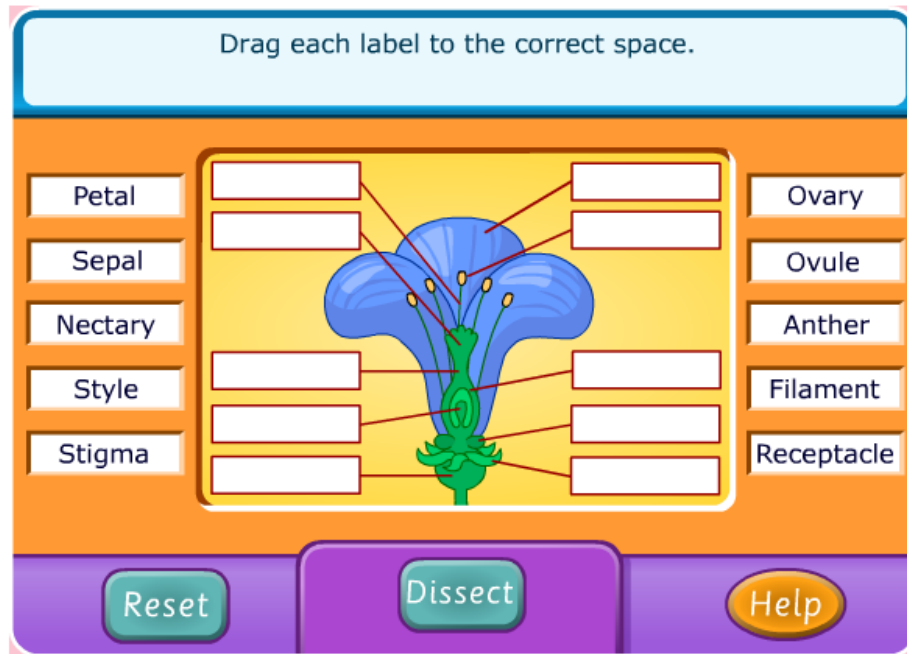 Drag each label to the correct space.
Petal
Sepal
Nectary
Style
Stigma
Ovary
Ovule
Anther
Filament
Receptacle
Reset
Dissect
Help